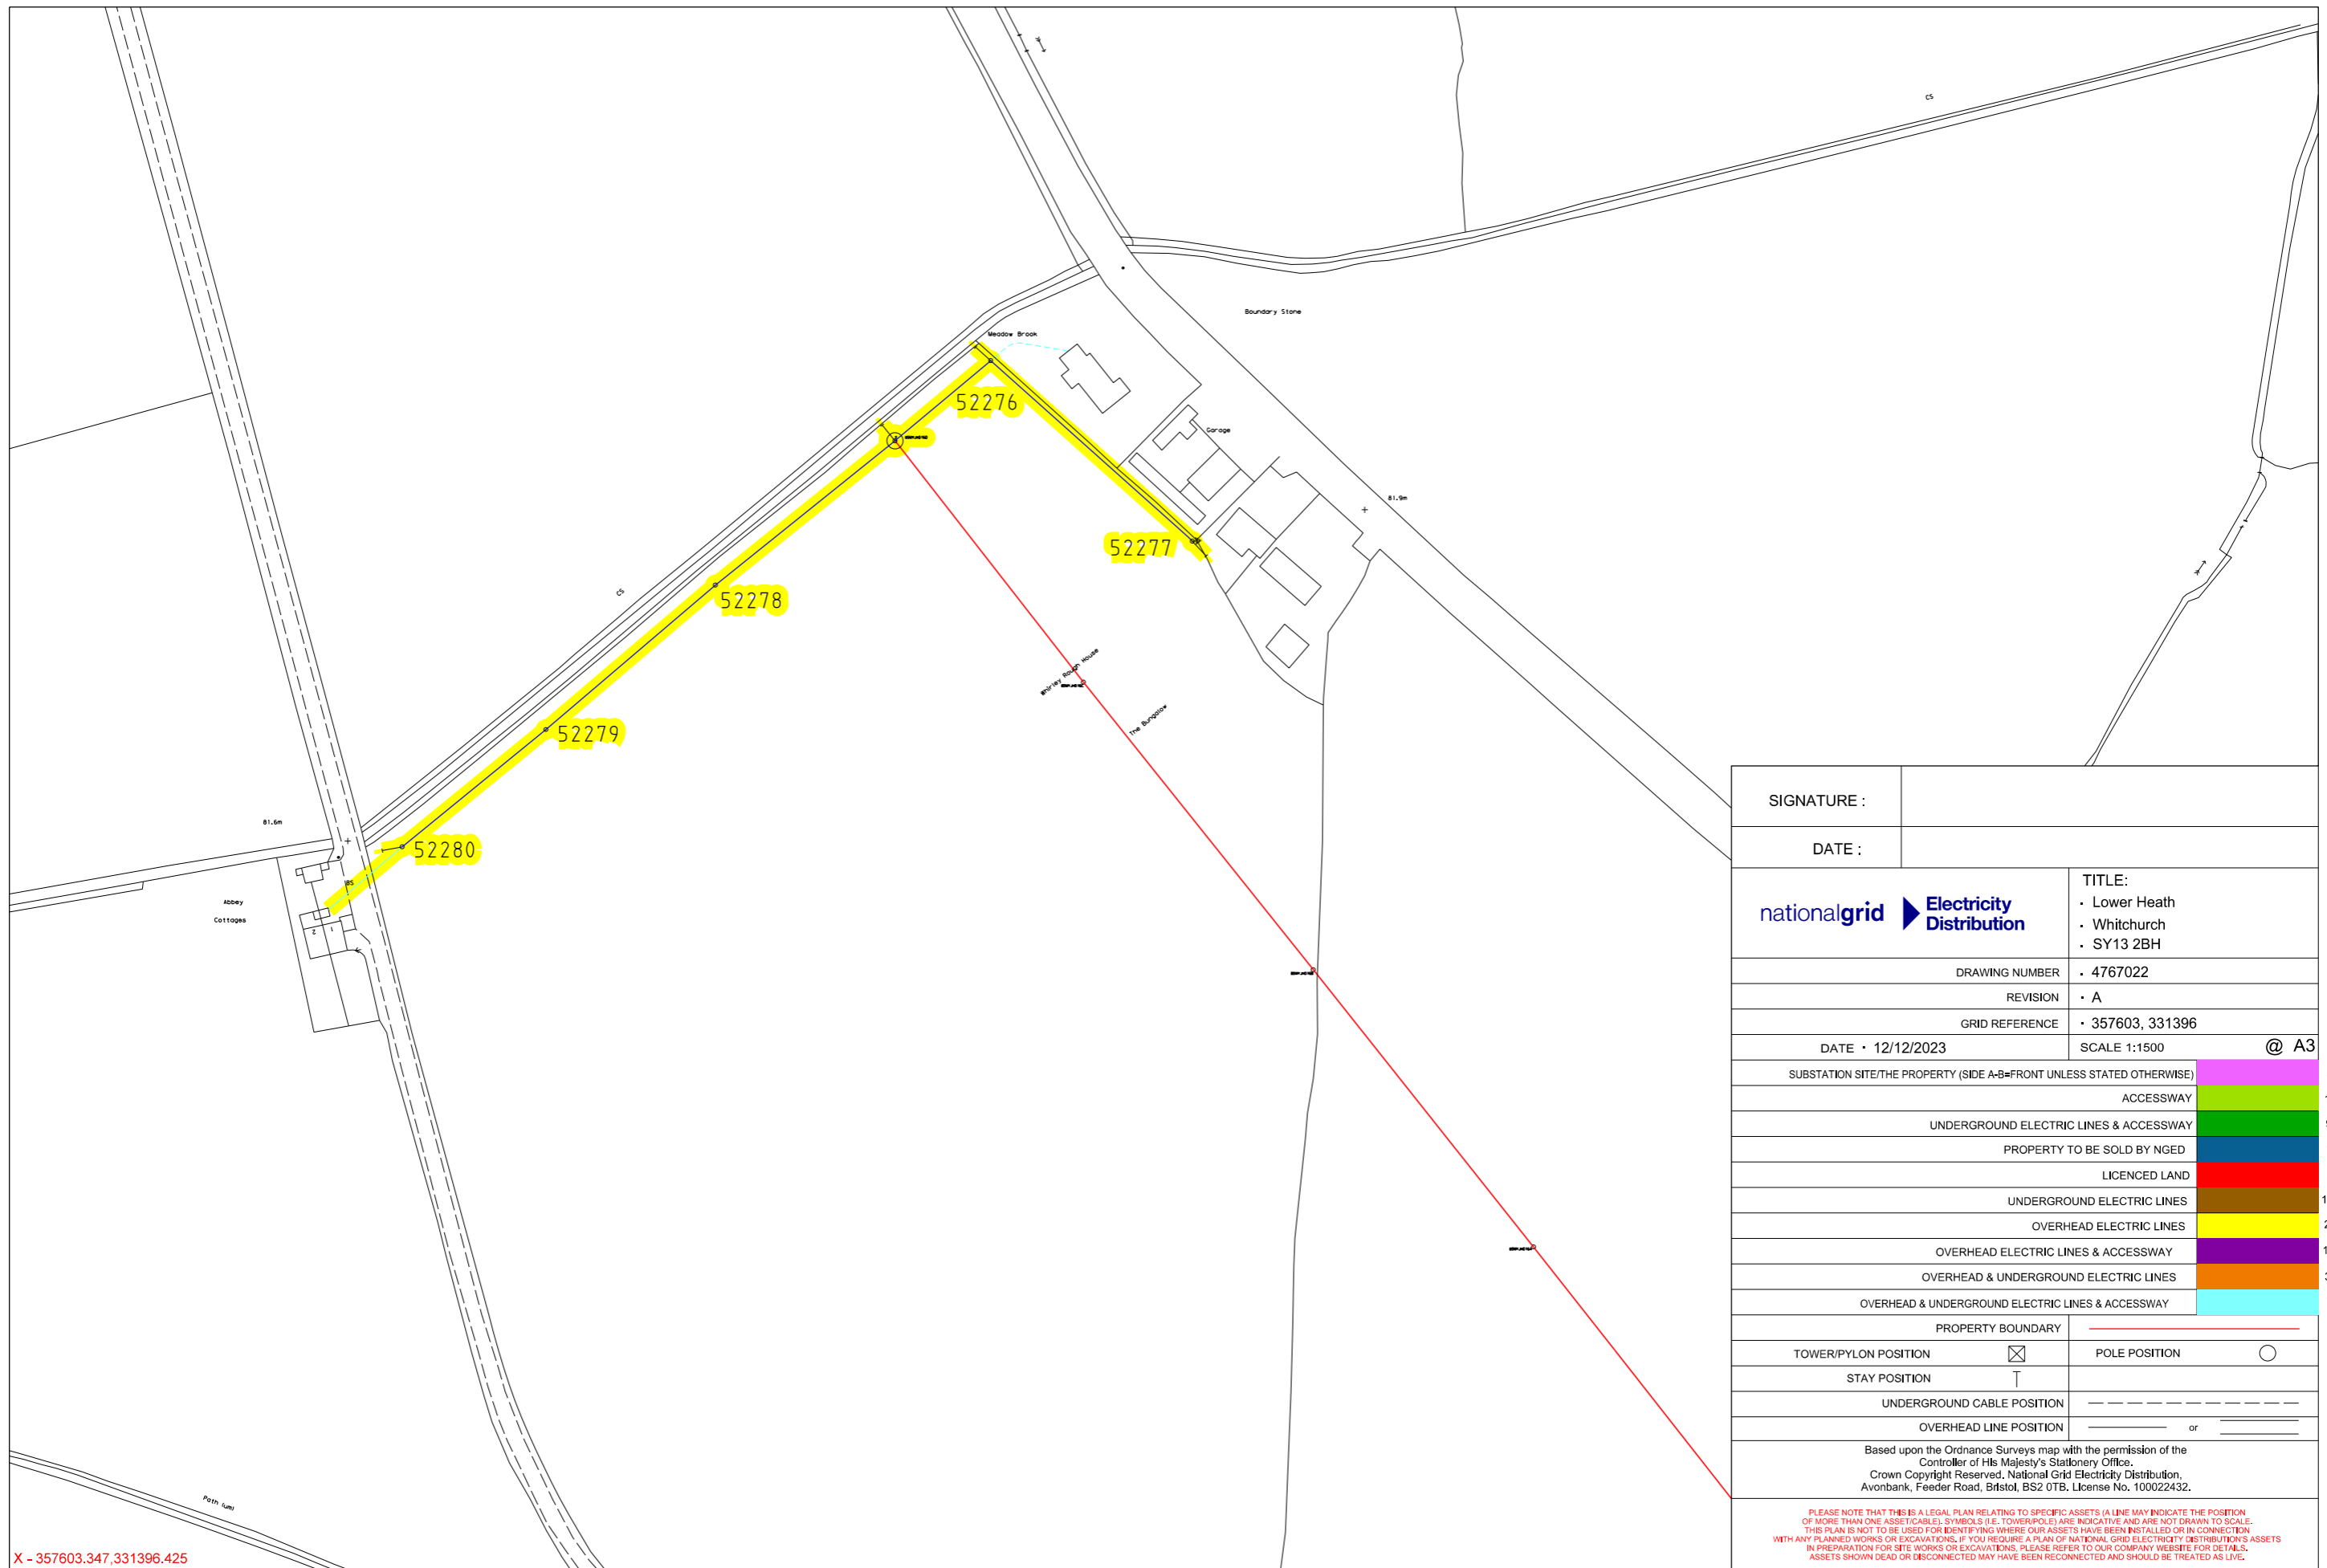 CS
Meadow Brook
Boundary Stone
52276
Garage
81.9m
52277
CS
52278
Whirley Rough House
The Bungalow
52279
81.6m
52280
BS
Abbey
Cottages
2
1
Path (um)
X - 357603.347,331396.425
SIGNATURE :
DATE :
nationalgrid Electricity
Distribution
TITLE:
· Lower Heath
· Whitchurch
· SY13 2BH
DRAWING NUMBER · 4767022
REVISION · A
GRID REFERENCE · 357603, 331396
DATE · 12/12/2023 SCALE 1:1500 @ A3
SUBSTATION SITE/THE PROPERTY (SIDE A-B=FRONT UNLESS STATED OTHERWISE)
ACCESSWAY
UNDERGROUND ELECTRIC LINES & ACCESSWAY
PROPERTY TO BE SOLD BY NGED
LICENCED LAND
UNDERGROUND ELECTRIC LINES
OVERHEAD ELECTRIC LINES
OVERHEAD ELECTRIC LINES & ACCESSWAY
OVERHEAD & UNDERGROUND ELECTRIC LINES
OVERHEAD & UNDERGROUND ELECTRIC LINES & ACCESSWAY
PROPERTY BOUNDARY
TOWER/PYLON POSITION POLE POSITION
STAY POSITION
UNDERGROUND CABLE POSITION
OVERHEAD LINE POSITION or
Based upon the Ordnance Surveys map with the permission of the
Controller of His Majesty's Stationery Office.
Crown Copyright Reserved. National Grid Electricity Distribution,
Avonbank, Feeder Road, Bristol, BS2 0TB. License No. 100022432.
PLEASE NOTE THAT THIS IS A LEGAL PLAN RELATING TO SPECIFIC ASSETS (A LINE MAY INDICATE THE POSITION
OF MORE THAN ONE ASSET/CABLE). SYMBOLS (I.E. TOWER/POLE) ARE INDICATIVE AND ARE NOT DRAWN TO SCALE.
THIS PLAN IS NOT TO BE USED FOR IDENTIFYING WHERE OUR ASSETS HAVE BEEN INSTALLED OR IN CONNECTION
WITH ANY PLANNED WORKS OR EXCAVATIONS. IF YOU REQUIRE A PLAN OF NATIONAL GRID ELECTRICITY DISTRIBUTION'S ASSETS
IN PREPARATION FOR SITE WORKS OR EXCAVATIONS, PLEASE REFER TO OUR COMPANY WEBSITE FOR DETAILS.
ASSETS SHOWN DEAD OR DISCONNECTED MAY HAVE BEEN RECONNECTED AND SHOULD BE TREATED AS LIVE.